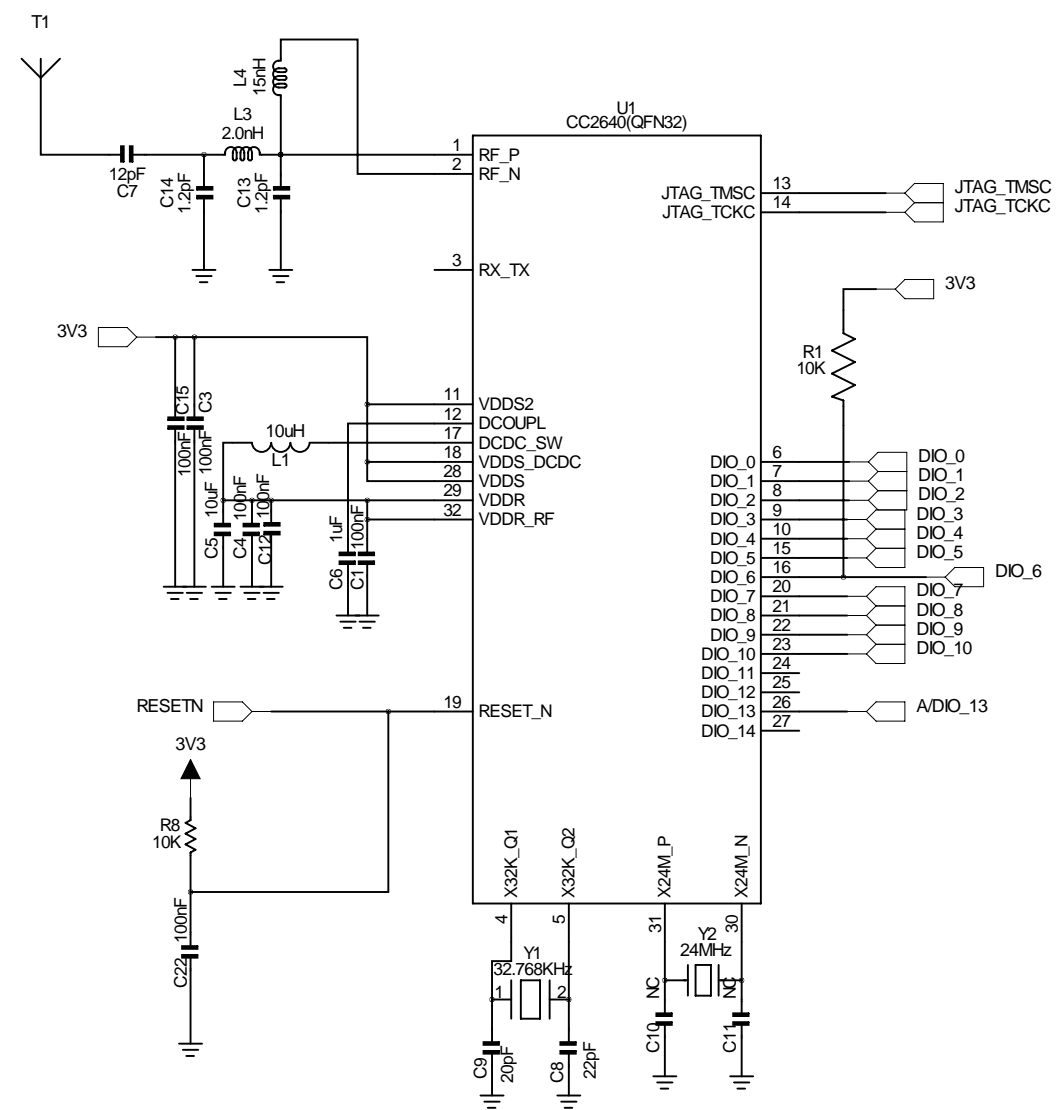 T1
L4
15nH
L3
2.0nH
12pF
C7
C14
1.2pF
C13
1.2pF
U1
CC2640(QFN32)
1
RF_P
2
RF_N
3
RX_TX
JTAG_TMSC
13
JTAG_TMSC
JTAG_TCKC
14
JTAG_TCKC
3V3
R1
10K
3V3
C15
100nF
C3
100nF
11
VDDS2
12
DCOUPL
17
DCDC_SW
18
VDDS_DCDC
28
VDDS
29
VDDR
32
VDDR_RF
10uH
L1
C5
10uF
C4
100nF
C12
100nF
C6
1uF
C1
100nF
DIO_0
6
DIO_0
DIO_1
7
DIO_1
DIO_2
8
DIO_2
DIO_3
9
DIO_3
DIO_4
10
DIO_4
DIO_5
15
DIO_5
DIO_6
16
DIO_6
DIO_7
20
DIO_7
DIO_8
21
DIO_8
DIO_9
22
DIO_9
DIO_10
23
DIO_10
DIO_11
24
DIO_12
25
DIO_13
26
A/DIO_13
DIO_14
27
RESETN
19
RESET_N
3V3
R8
10K
C22
100nF
X32K_Q1
X32K_Q2
X24M_P
X24M_N
4
5
31
30
Y1
32.768KHz
1
2
Y2
24MHz
C9
20pF
C8
22pF
C10
NC
C11
NC